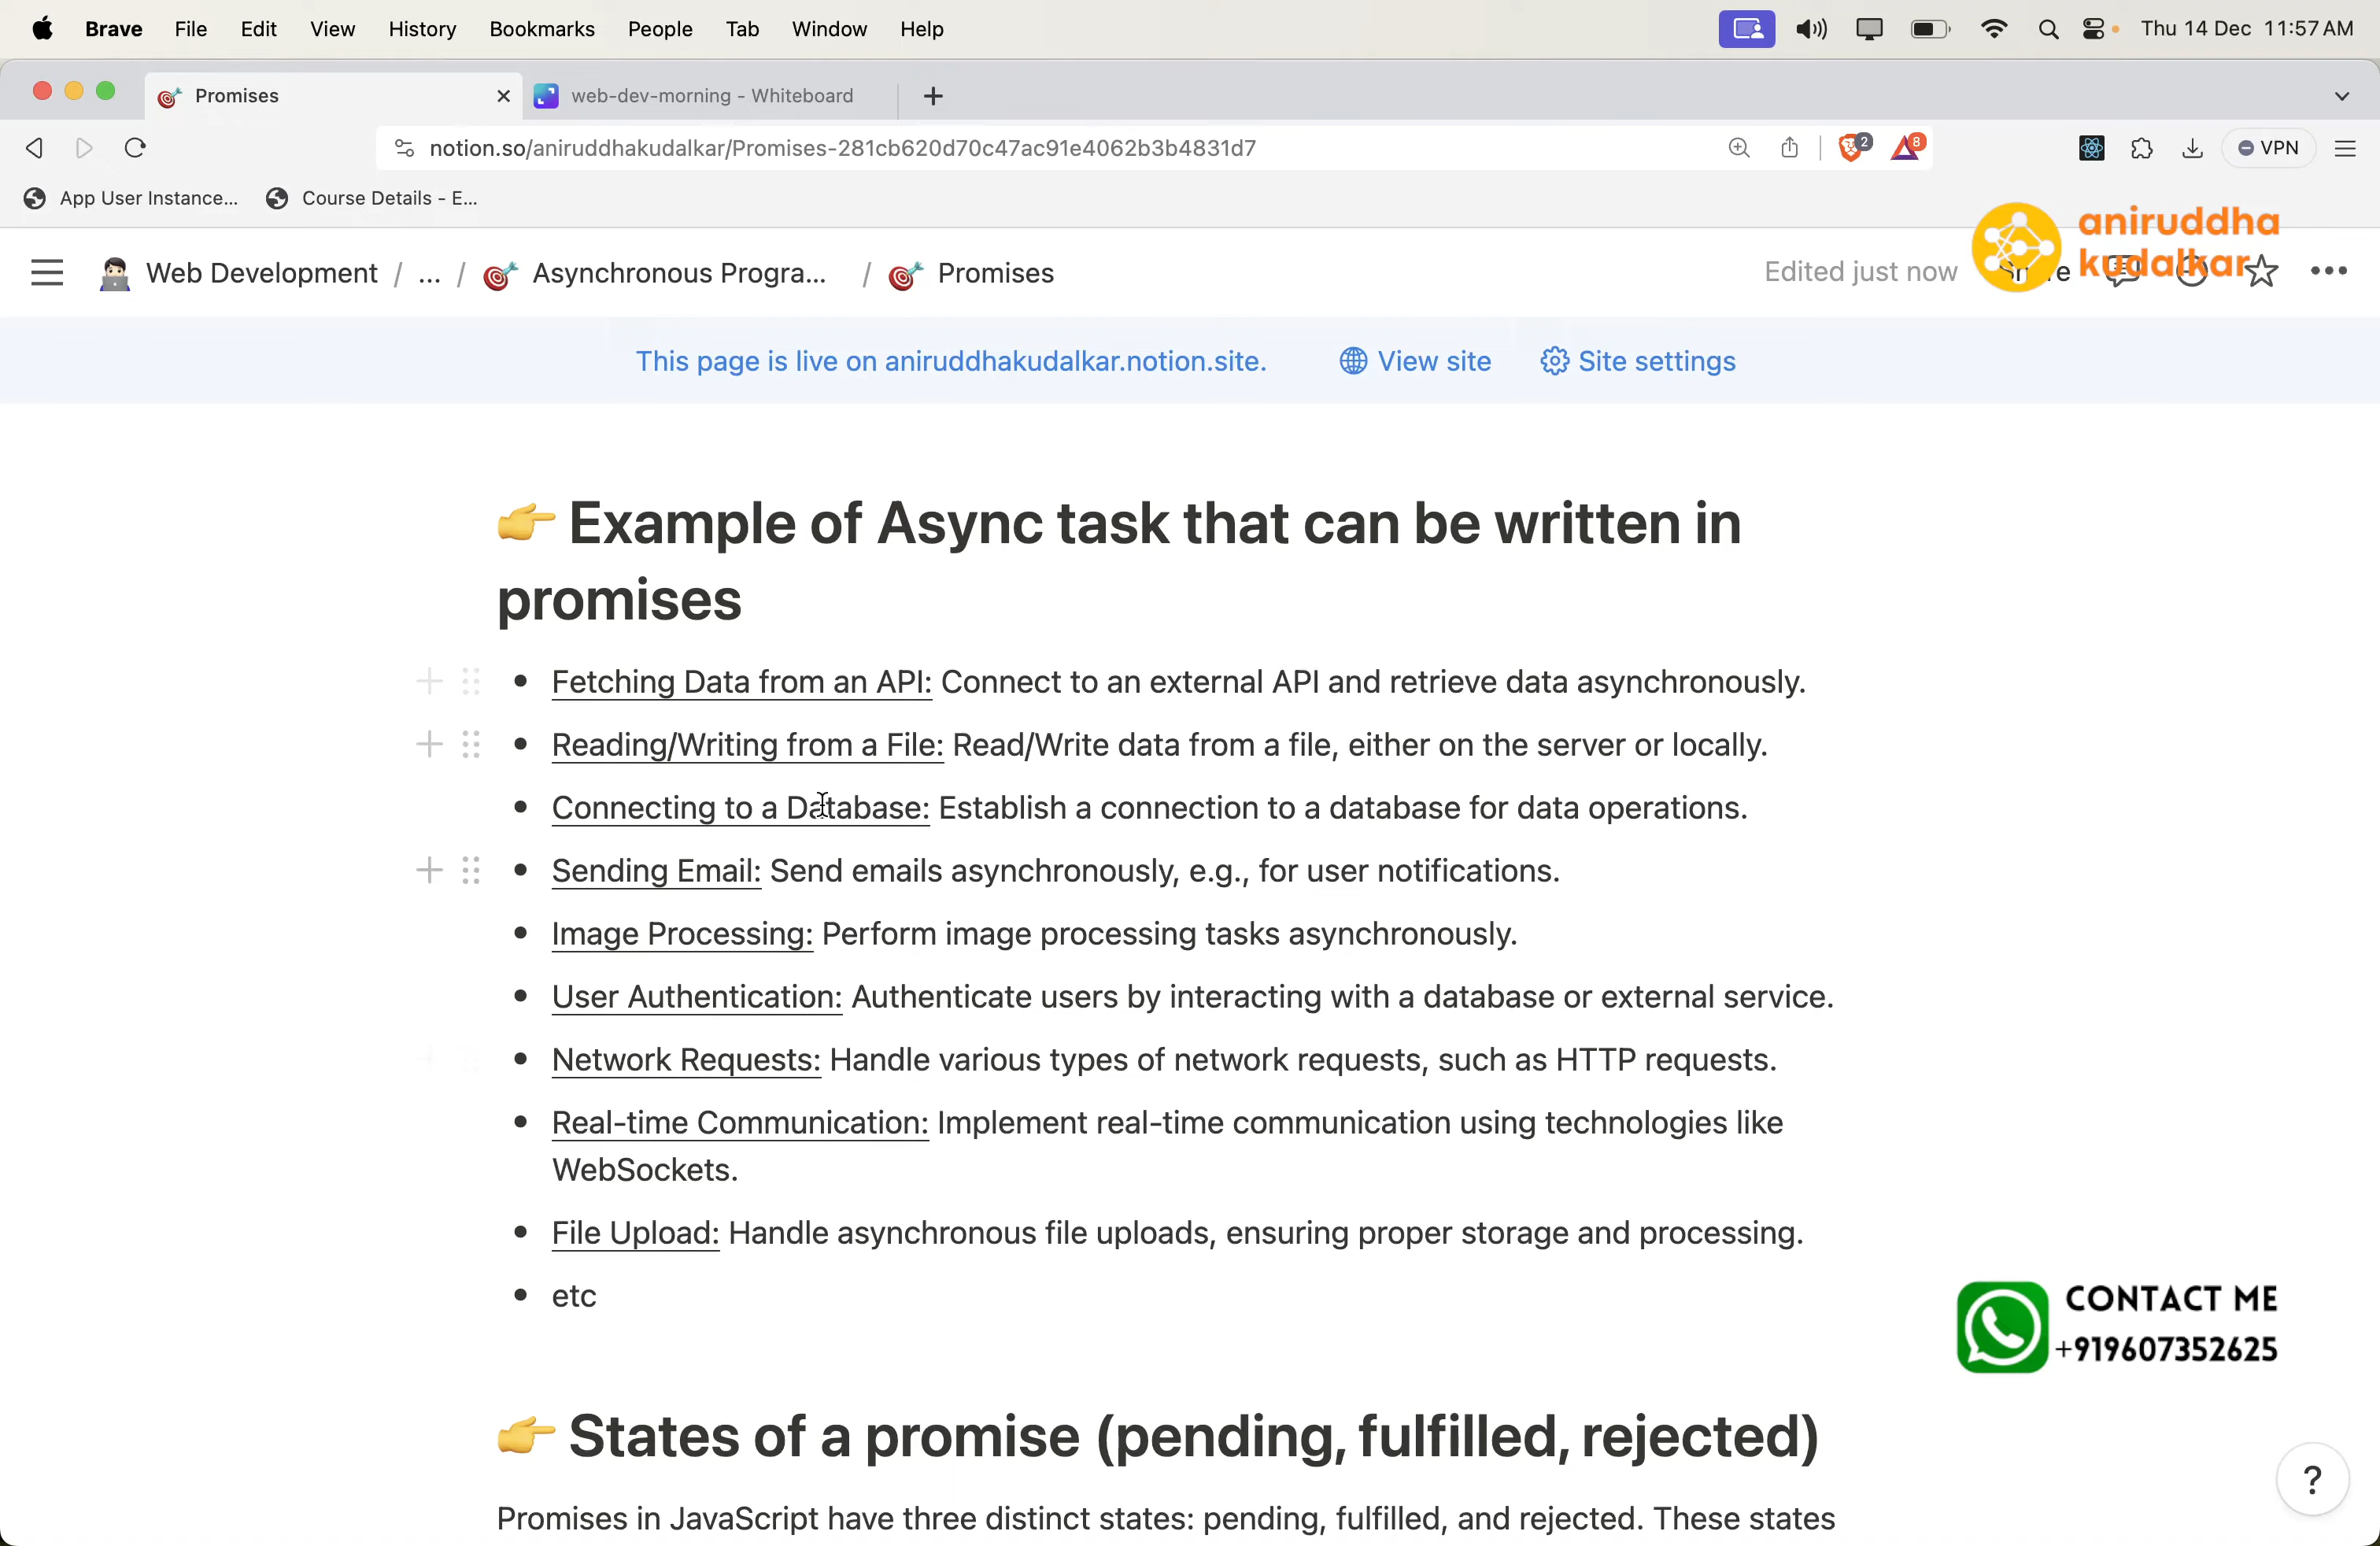 Brave File Edit View History Bookmarks People Tab Window Help Thu 14 Dec 11:57 AM
Promises
web-dev-morning - Whiteboard
notion.so/aniruddhakudalkar/Promises-281cb620d70c47ac91e4062b3b4831d7
2
8
VPN
App User Instance...
Course Details - E...
aniruddha
kudalkar
Web Development / ... / Asynchronous Progra... / Promises
Edited just now
This page is live on aniruddhakudalkar.notion.site. View site Site settings
👉 Example of Async task that can be written in
promises
• Fetching Data from an API: Connect to an external API and retrieve data asynchronously.
• Reading/Writing from a File: Read/Write data from a file, either on the server or locally.
• Connecting to a Database: Establish a connection to a database for data operations.
• Sending Email: Send emails asynchronously, e.g., for user notifications.
• Image Processing: Perform image processing tasks asynchronously.
• User Authentication: Authenticate users by interacting with a database or external service.
• Network Requests: Handle various types of network requests, such as HTTP requests.
• Real-time Communication: Implement real-time communication using technologies like
WebSockets.
• File Upload: Handle asynchronous file uploads, ensuring proper storage and processing.
• etc
CONTACT ME
+919607352625
👉 States of a promise (pending, fulfilled, rejected)
?
Promises in JavaScript have three distinct states: pending, fulfilled, and rejected. These states